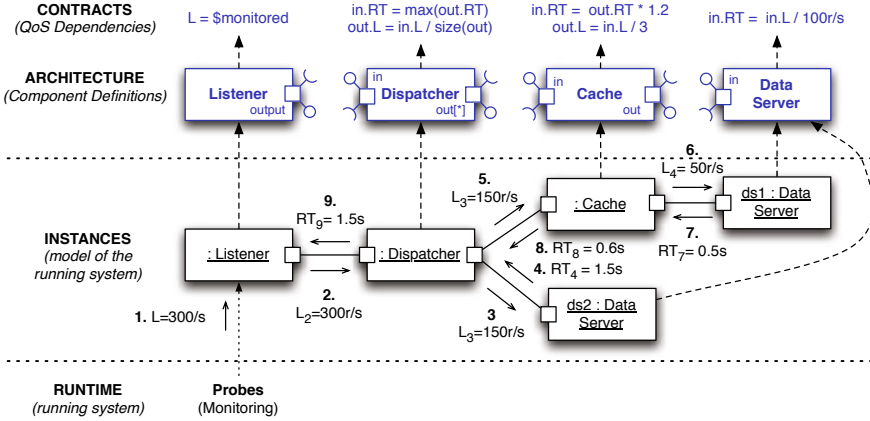 CONTRACTS
(QoS Dependencies)
L = $monitored
in.RT = max(out.RT)
out.L = in.L / size(out)
in.RT = out.RT * 1.2
out.L = in.L / 3
in.RT = in.L / 100r/s
ARCHITECTURE
(Component Definitions)
Listener
output
in
Dispatcher
out[*]
in
Cache
out
in
Data
Server
INSTANCES
(model of the
running system)
: Listener
9.
RT9= 1.5s
2.
L2=300r/s
1. L=300/s
: Dispatcher
5.
L3=150r/s
: Cache
6.
L4= 50r/s
ds1 : Data
Server
7.
RT7= 0.5s
8. RT8 = 0.6s
4. RT4 = 1.5s
3
L3=150r/s
ds2 : Data
Server
RUNTIME
(running system)
Probes
(Monitoring)